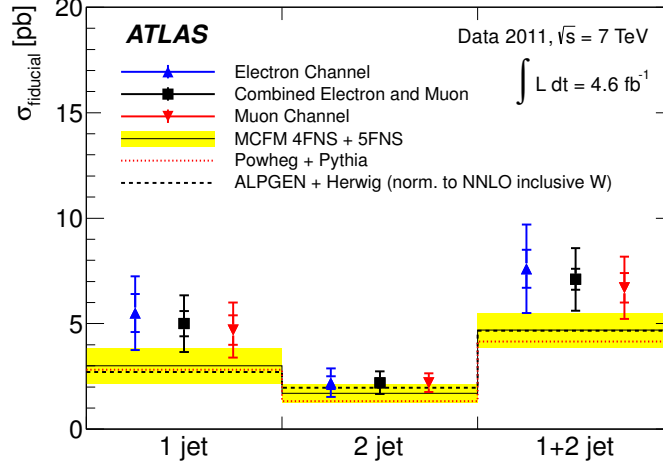 σfiducial [pb]
20
15
10
5
0
ATLAS
Data 2011, √s = 7 TeV
∫ L dt = 4.6 fb⁻¹
Electron Channel
Combined Electron and Muon
Muon Channel
MCFM 4FNS + 5FNS
Powheg + Pythia
ALPGEN + Herwig (norm. to NNLO inclusive W)
1 jet
2 jet
1+2 jet